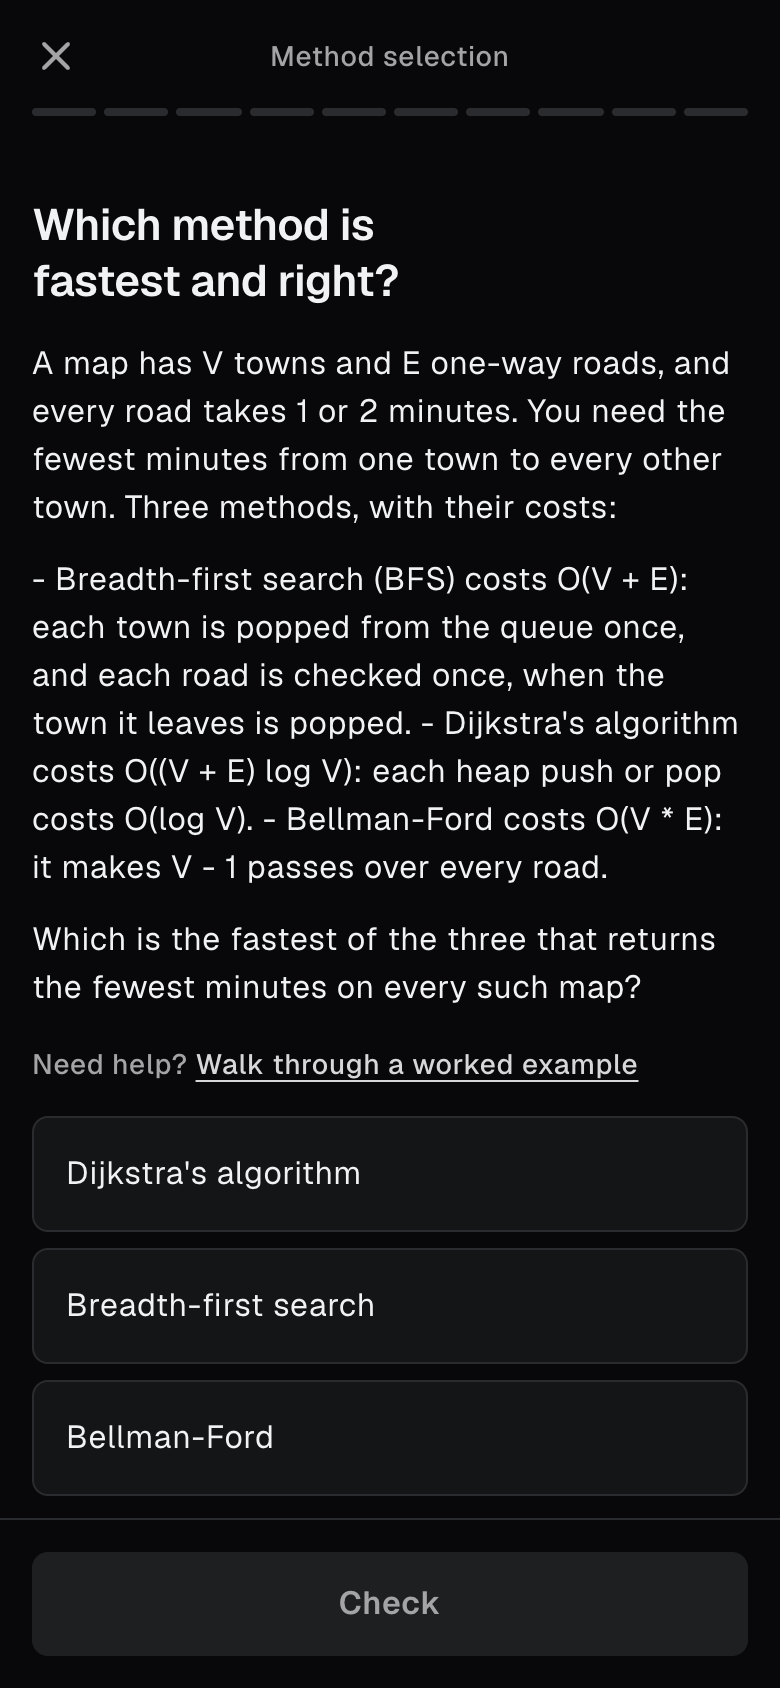 Method selection
Which method is
fastest and right?
A map has V towns and E one-way roads, and
every road takes 1 or 2 minutes. You need the
fewest minutes from one town to every other
town. Three methods, with their costs:
- Breadth-first search (BFS) costs O(V + E):
each town is popped from the queue once,
and each road is checked once, when the
town it leaves is popped. - Dijkstra's algorithm
costs O((V + E) log V): each heap push or pop
costs O(log V). - Bellman-Ford costs O(V * E):
it makes V - 1 passes over every road.
Which is the fastest of the three that returns
the fewest minutes on every such map?
Need help? Walk through a worked example
Dijkstra's algorithm
Breadth-first search
Bellman-Ford
Check